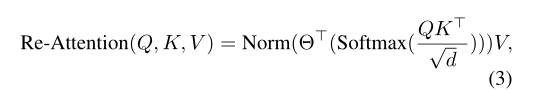 Re-Attention(Q, K, V) = Norm(Θ⊤(Softmax(QK⊤/√d)))V,
(3)